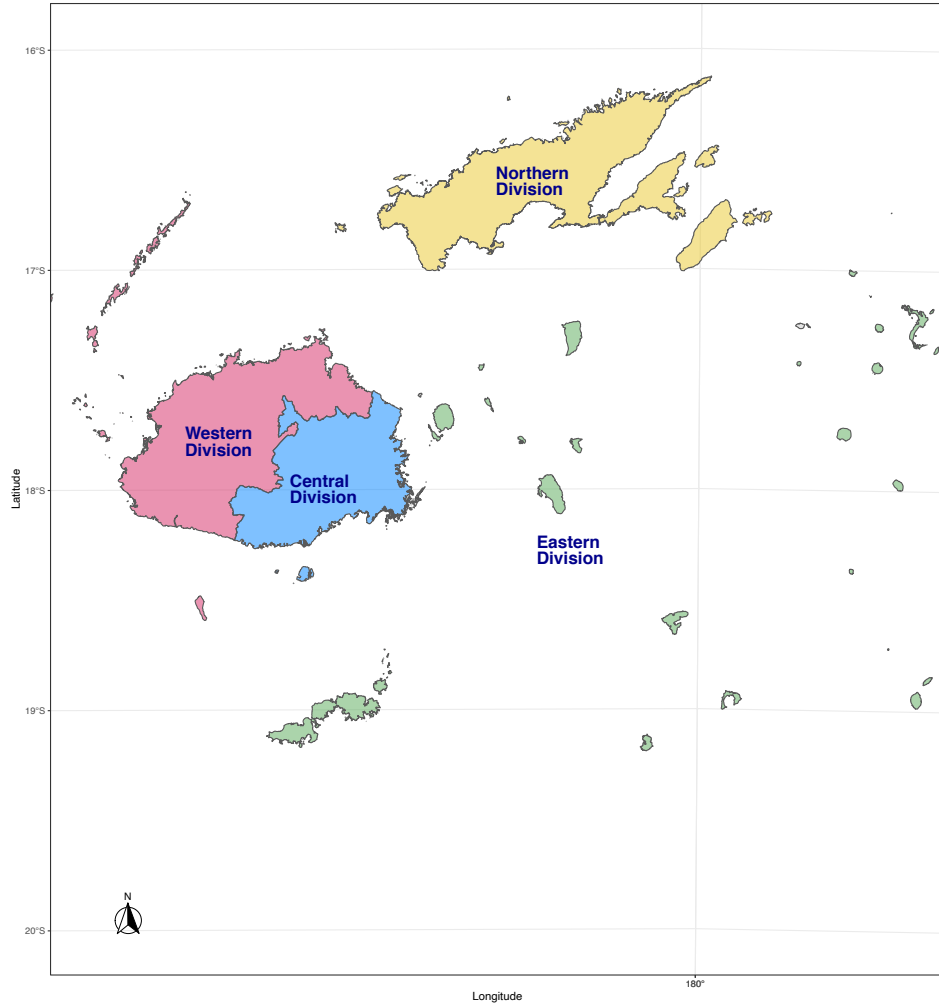 16°S
Northern
Division
17°S
Western
Division
Central
Division
18°S
Latitude
Eastern
Division
19°S
N
20°S
180°
Longitude